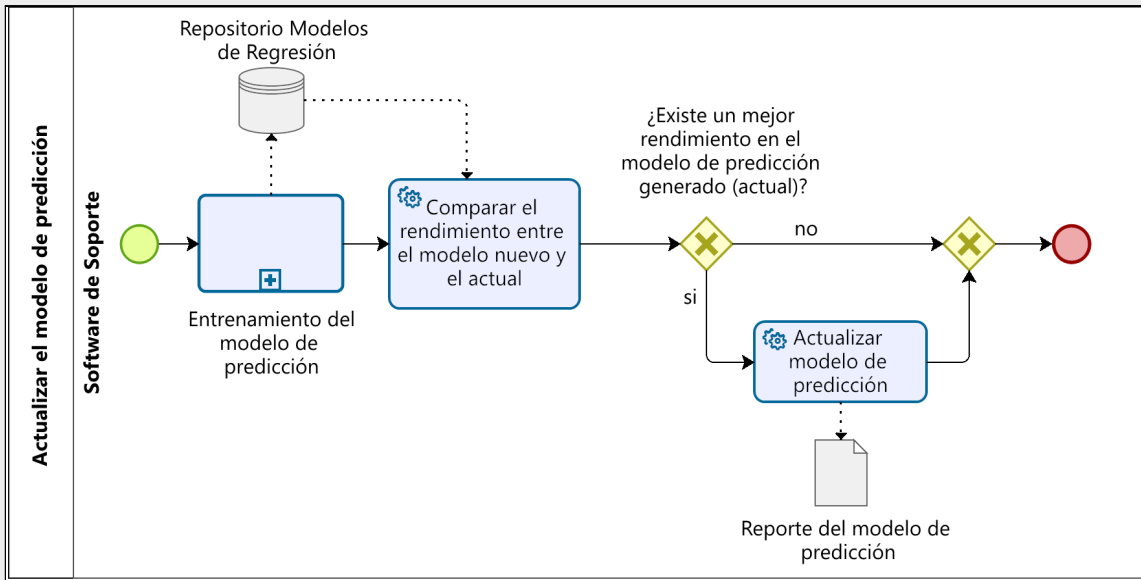 Actualizar el modelo de predicción
Software de Soporte
Repositorio Modelos
de Regresión
Entrenamiento del
modelo de
predicción
Comparar el
rendimiento entre
el modelo nuevo y
el actual
¿Existe un mejor
rendimiento en el
modelo de predicción
generado (actual)?
no
si
Actualizar
modelo de
predicción
Reporte del modelo de
predicción